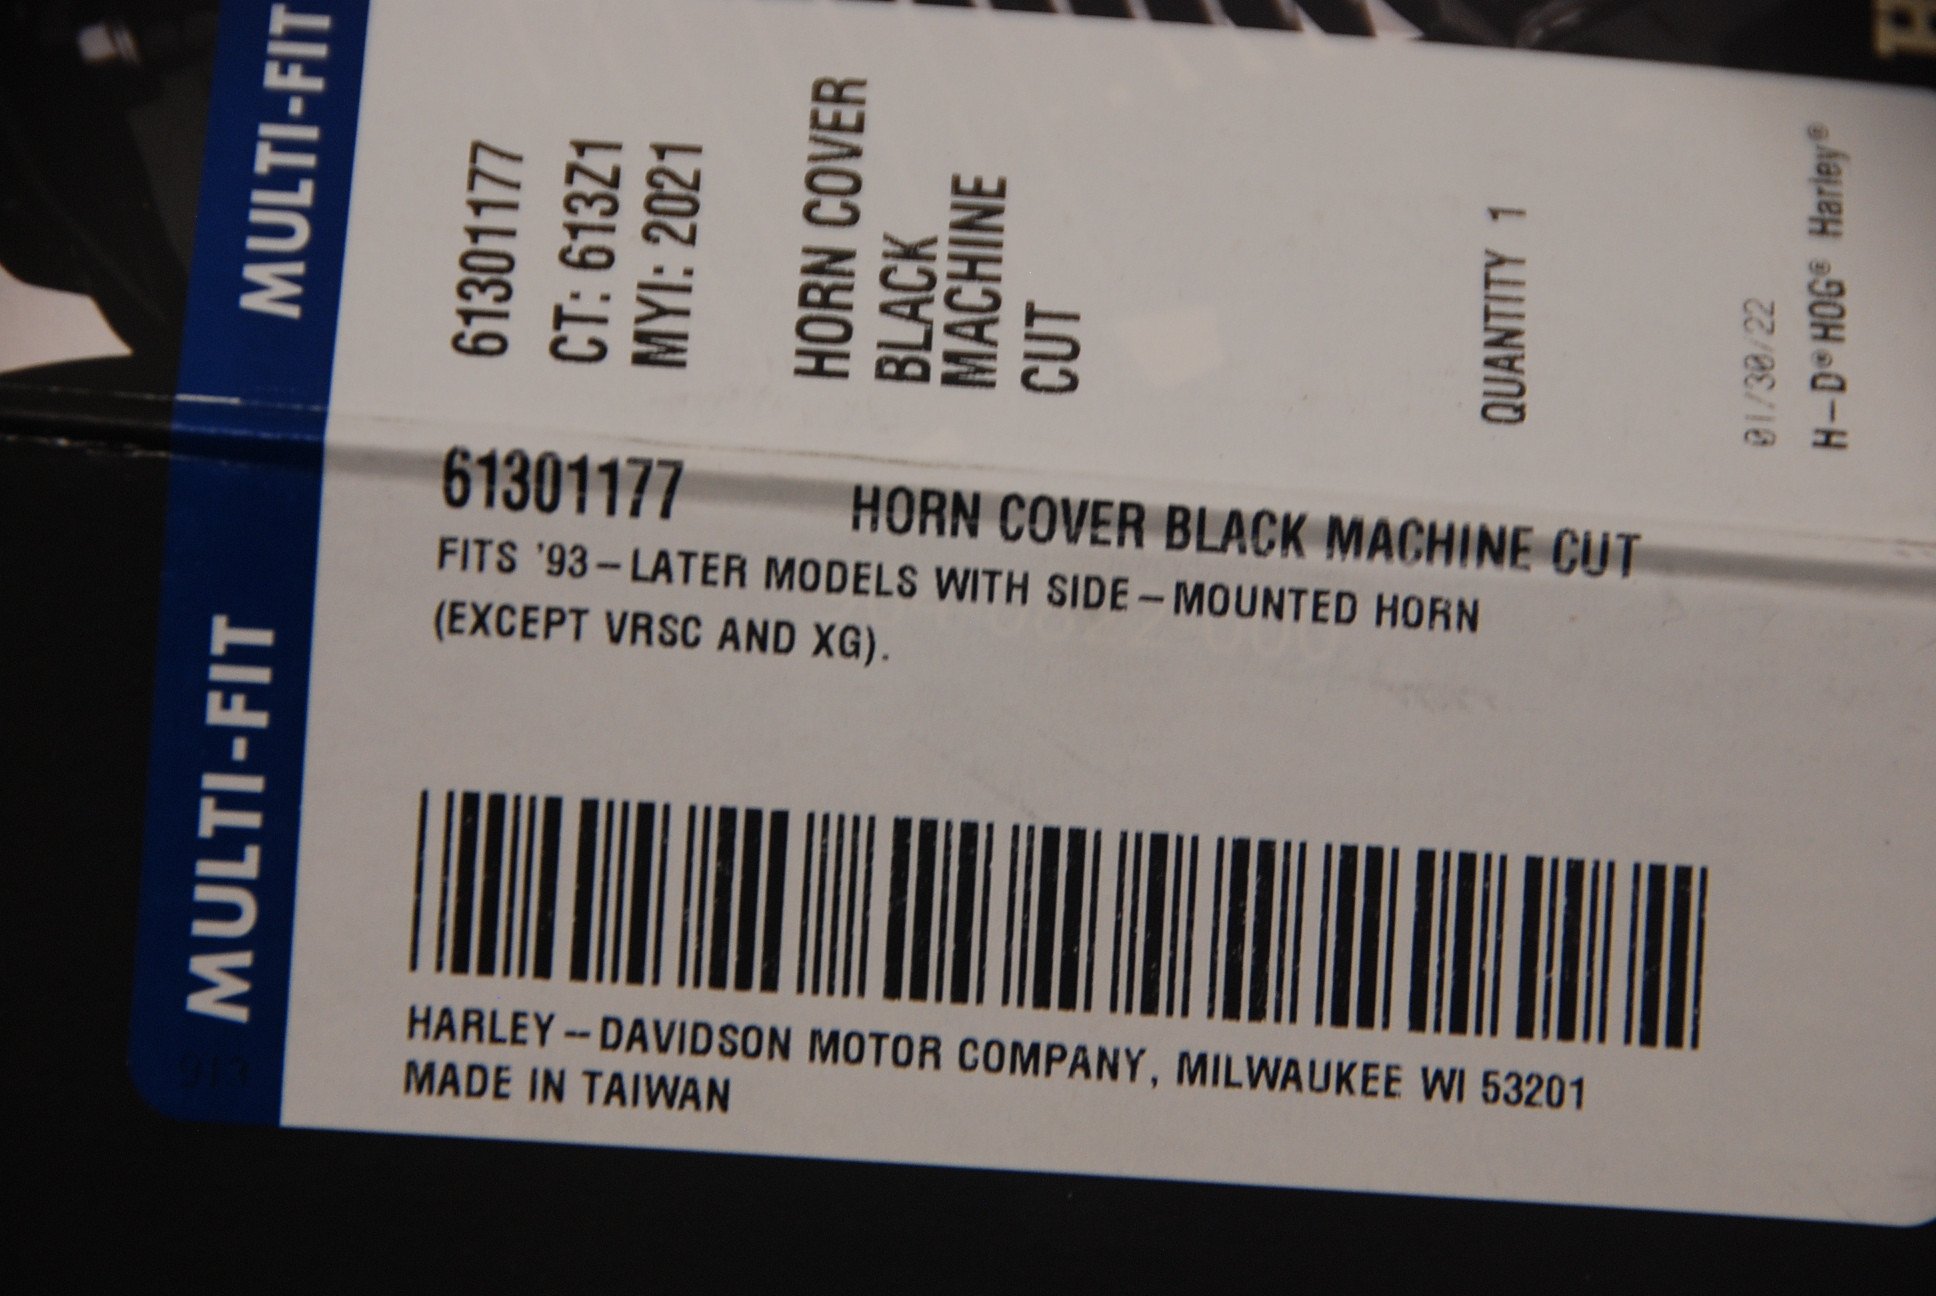 MULTI-FIT
61301177
CT: 613Z1
MYI: 2021
HORN COVER
BLACK
MACHINE
CUT
QUANTITY 1
01/30/22
H-D® HOG® Harley®
MULTI-FIT
61301177 HORN COVER BLACK MACHINE CUT
FITS '93-LATER MODELS WITH SIDE-MOUNTED HORN
(EXCEPT VRSC AND XG).
HARLEY-DAVIDSON MOTOR COMPANY, MILWAUKEE WI 53201
MADE IN TAIWAN
913